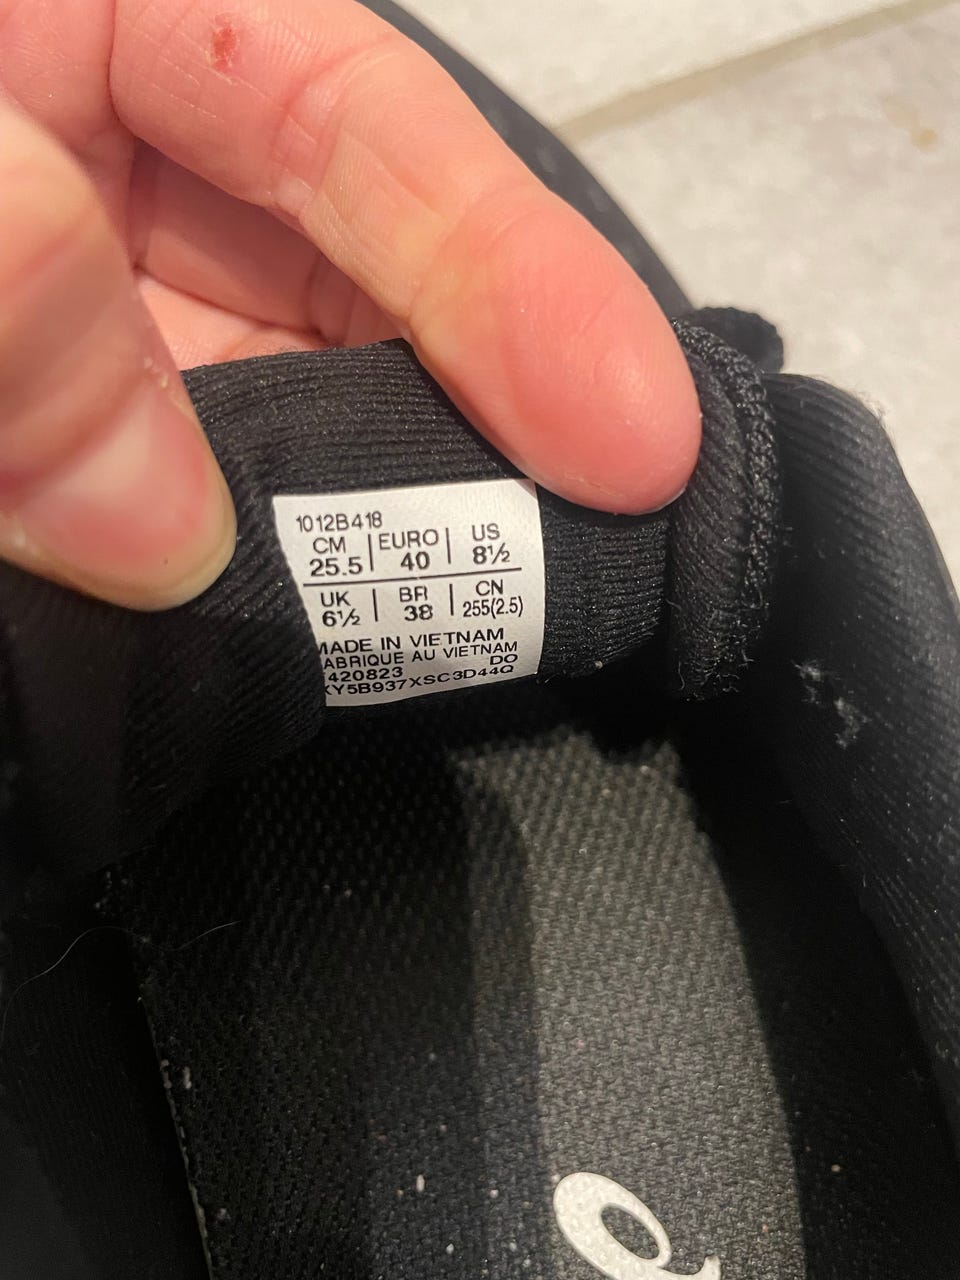 1012B418
CM | EURO | US
25.5 | 40 | 8½
UK | BR | CN
6½ | 38 | 255(2.5)
MADE IN VIETNAM
ABRIQUE AU VIETNAM
420823 DO
XY5B937XSC3D44Q